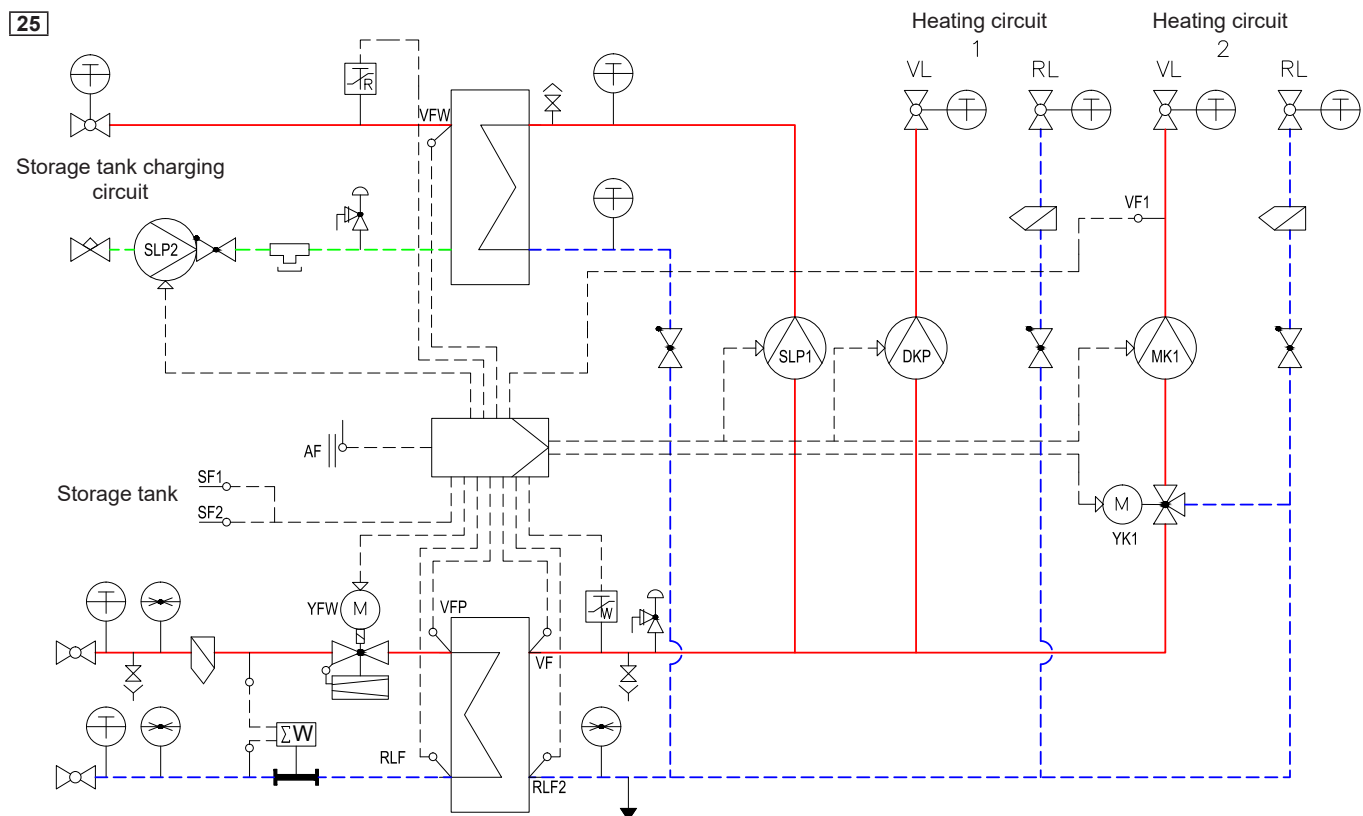 25
Heating circuit
1
Heating circuit
2
VL
RL
VL
RL
T
T
T
T
T
T
R
VFW
Storage tank charging
circuit
T
VF1
SLP2
SLP1
DKP
MK1
AF
SF1
Storage tank
SF2
M
YK1
T
YFW
M
VFP
W
VF
T
ΣW
RLF
RLF2